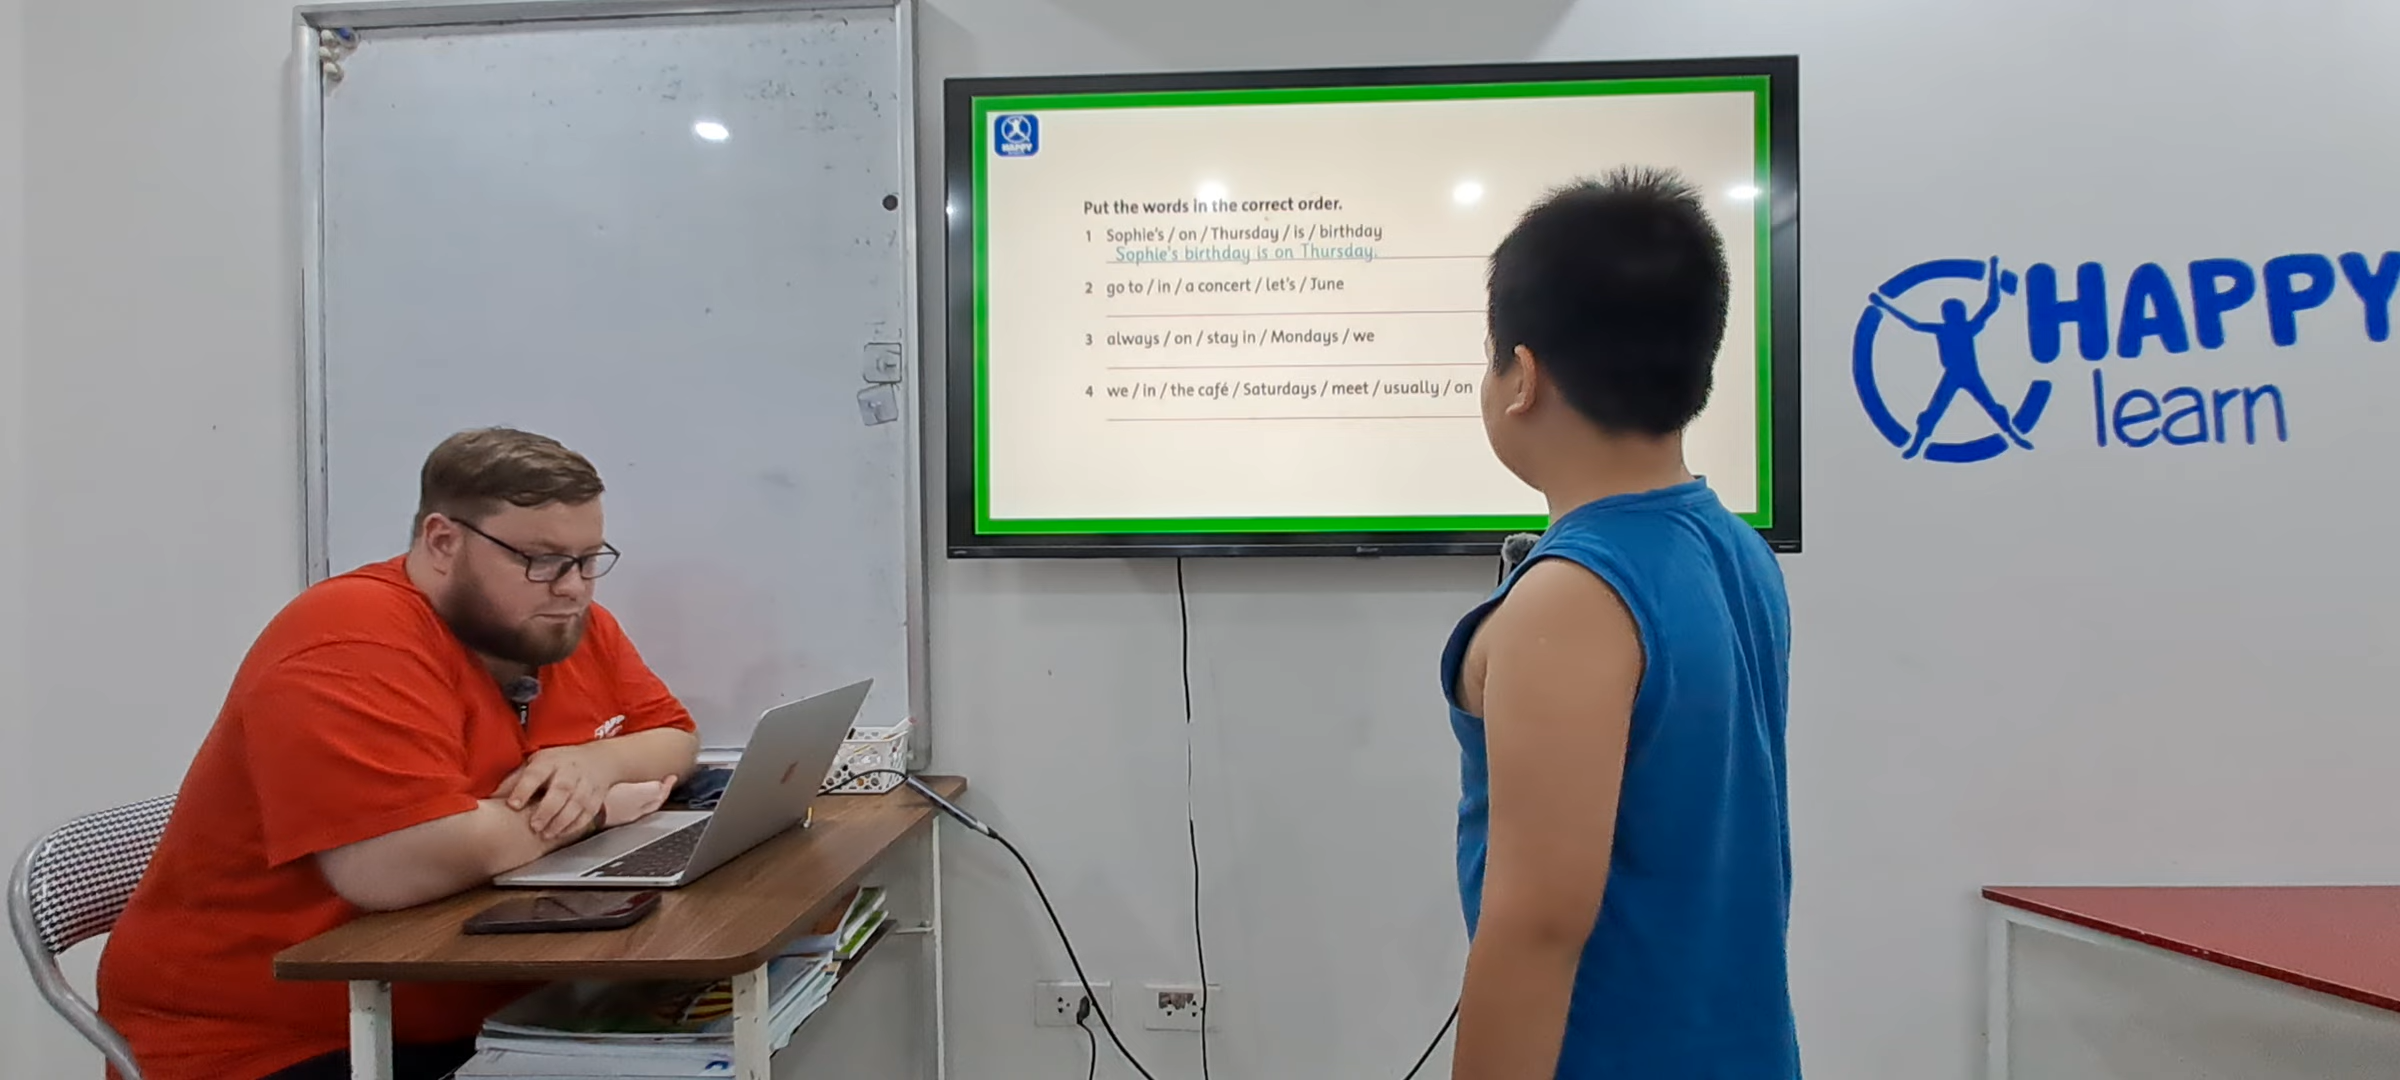 HAPPY
Put the words in the correct order.
1 Sophie's / on / Thursday / is / birthday
Sophie's birthday is on Thursday.
2 go to / in / a concert / let's / June
3 always / on / stay in / Mondays / we
4 we / in / the café / Saturdays / meet / usually / on
HAPPY
learn